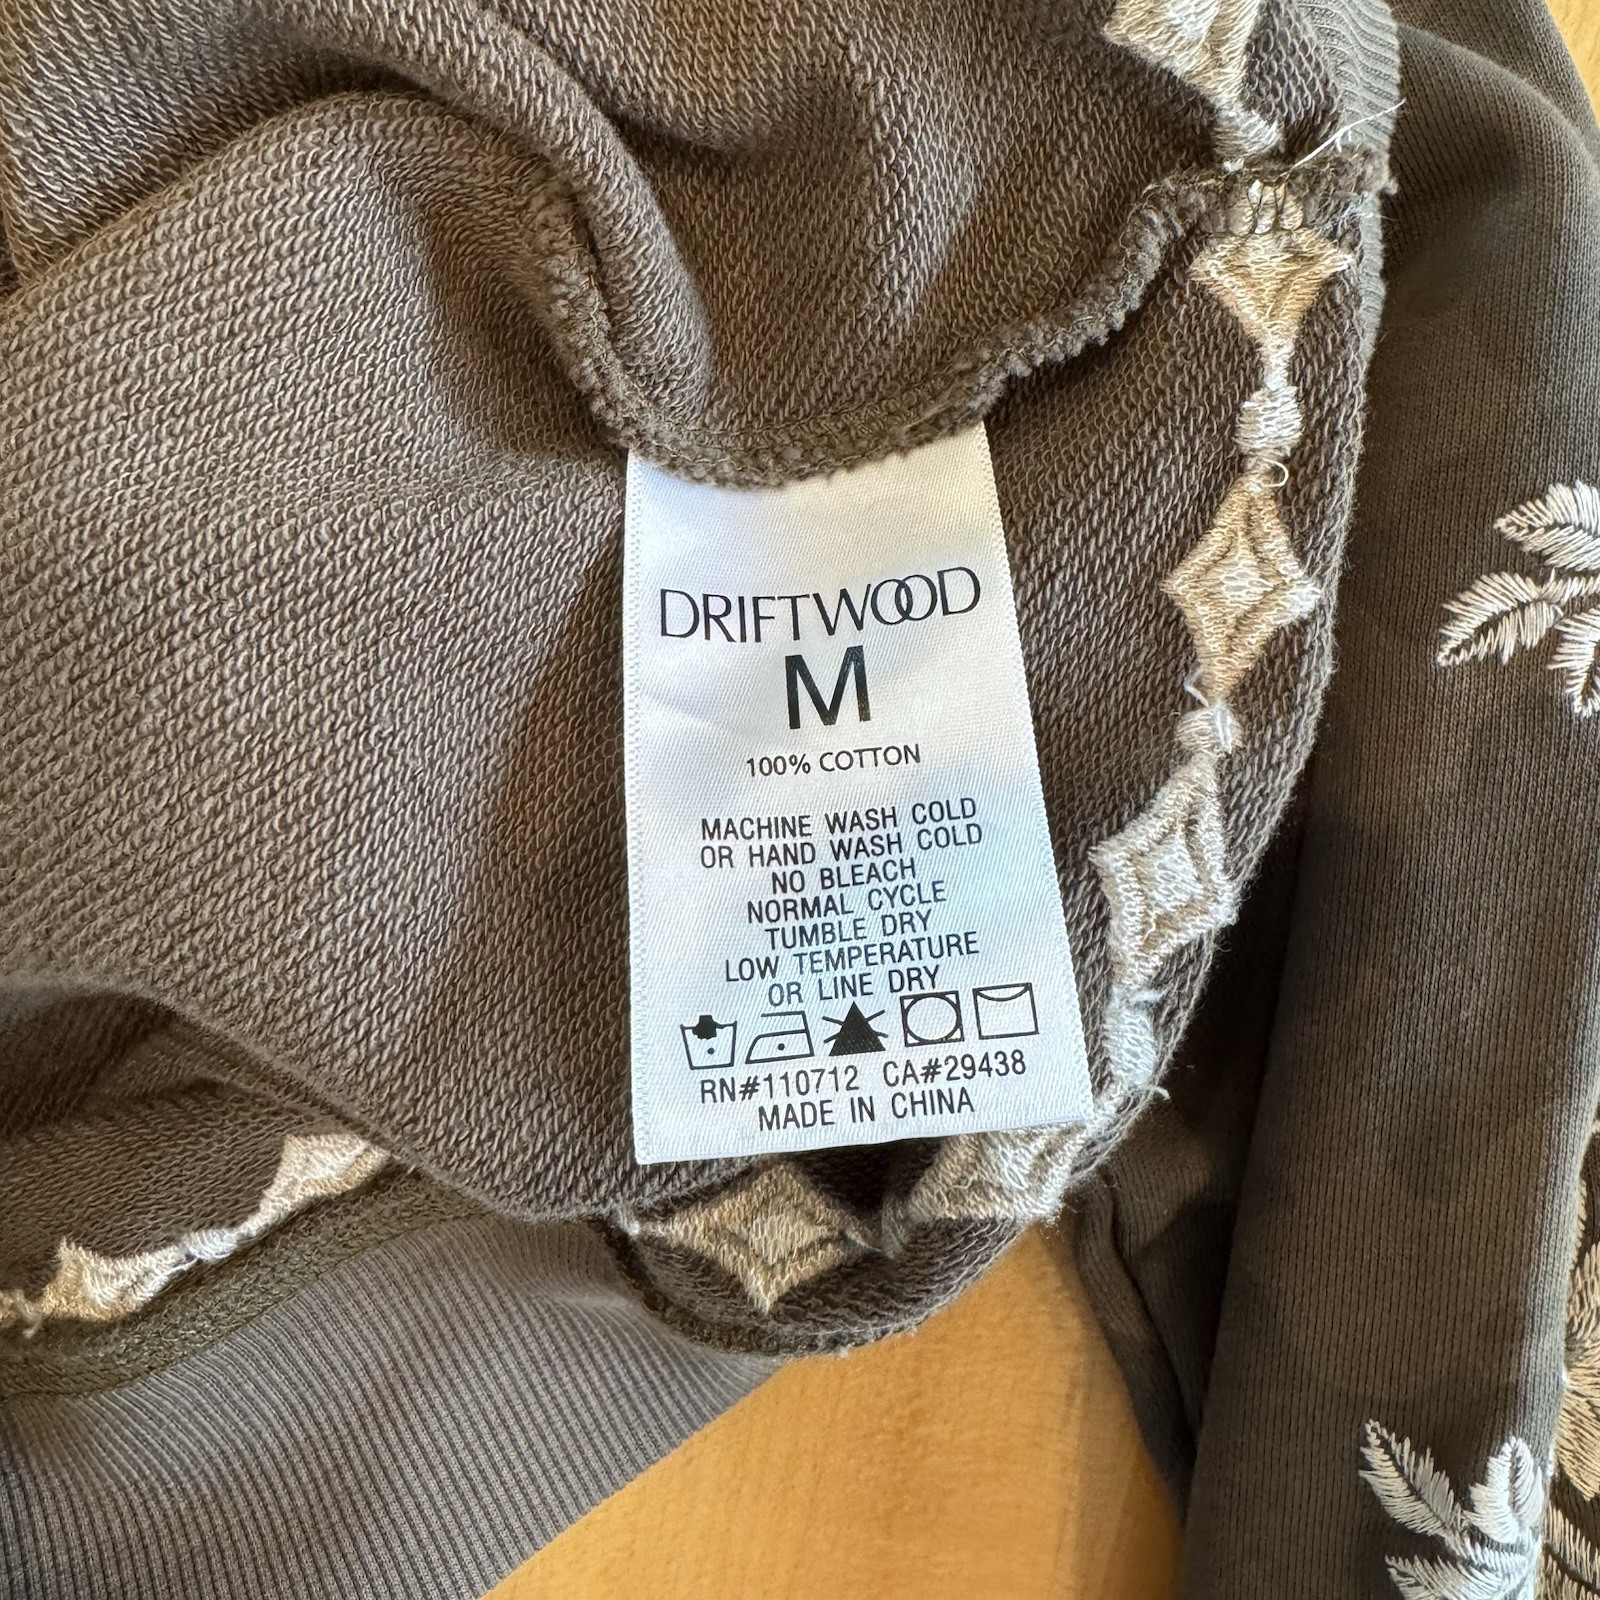 DRIFTWOOD
M
100% COTTON
MACHINE WASH COLD
OR HAND WASH COLD
NO BLEACH
NORMAL CYCLE
TUMBLE DRY
LOW TEMPERATURE
OR LINE DRY
RN#110712 CA#29438
MADE IN CHINA